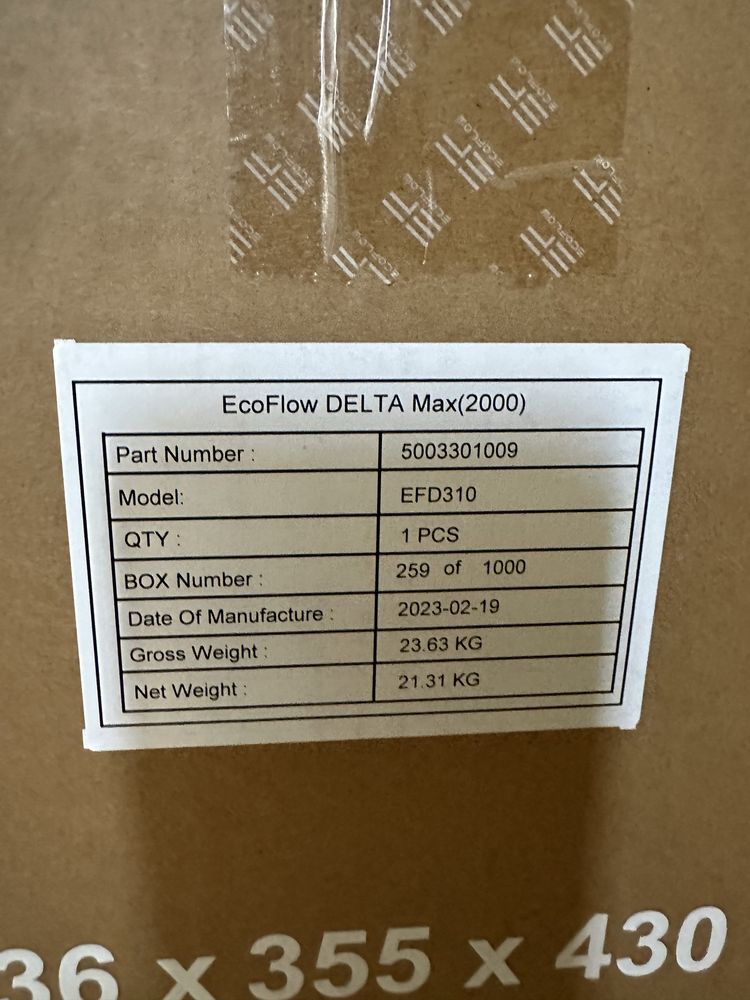 ECOFLOW
EcoFlow DELTA Max(2000)
Part Number : 5003301009
Model: EFD310
QTY : 1 PCS
BOX Number : 259 of 1000
Date Of Manufacture : 2023-02-19
Gross Weight : 23.63 KG
Net Weight : 21.31 KG
36 x 355 x 430